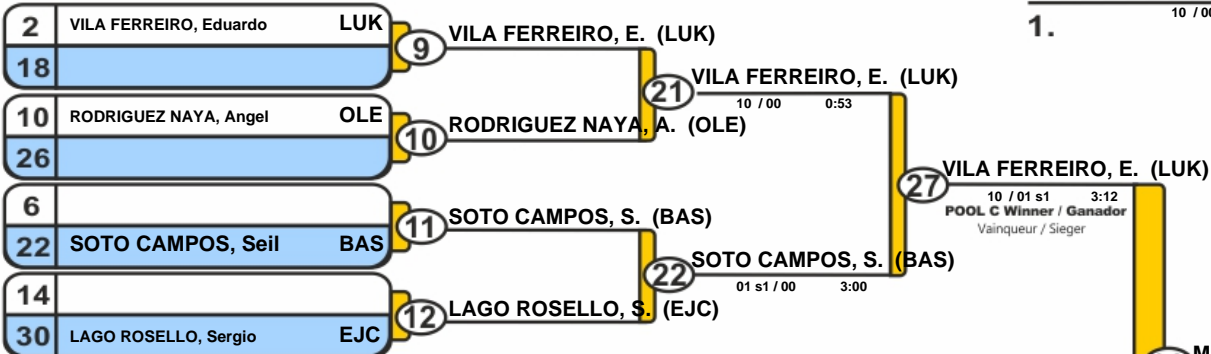 2 VILA FERREIRO, Eduardo LUK
18
9 VILA FERREIRO, E. (LUK)
10 RODRIGUEZ NAYA, Angel OLE
26
10 RODRIGUEZ NAYA, A. (OLE)
21 VILA FERREIRO, E. (LUK)
10 / 00 0:53
6
22 SOTO CAMPOS, Seil BAS
11 SOTO CAMPOS, S. (BAS)
14
30 LAGO ROSELLO, Sergio EJC
12 LAGO ROSELLO, S. (EJC)
22 SOTO CAMPOS, S. (BAS)
01 s1 / 00 3:00
27 VILA FERREIRO, E. (LUK)
10 / 01 s1 3:12
POOL C Winner / Ganador
Vainqueur / Sieger
1.